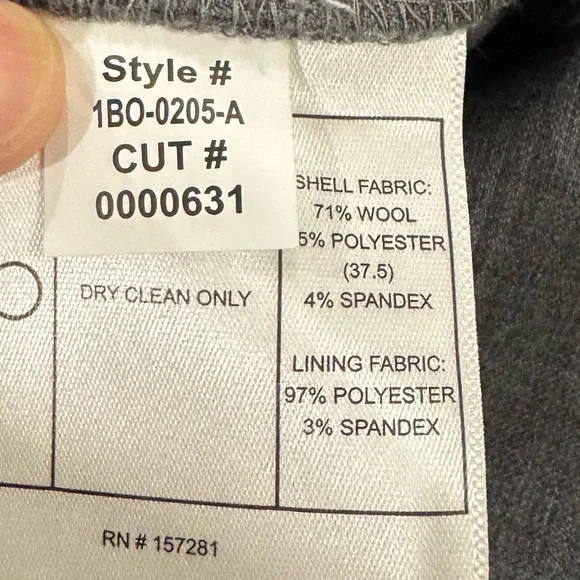 Style #
1BO-0205-A
CUT #
0000631
DRY CLEAN ONLY
SHELL FABRIC:
71% WOOL
5% POLYESTER
(37.5)
4% SPANDEX
LINING FABRIC:
97% POLYESTER
3% SPANDEX
RN # 157281